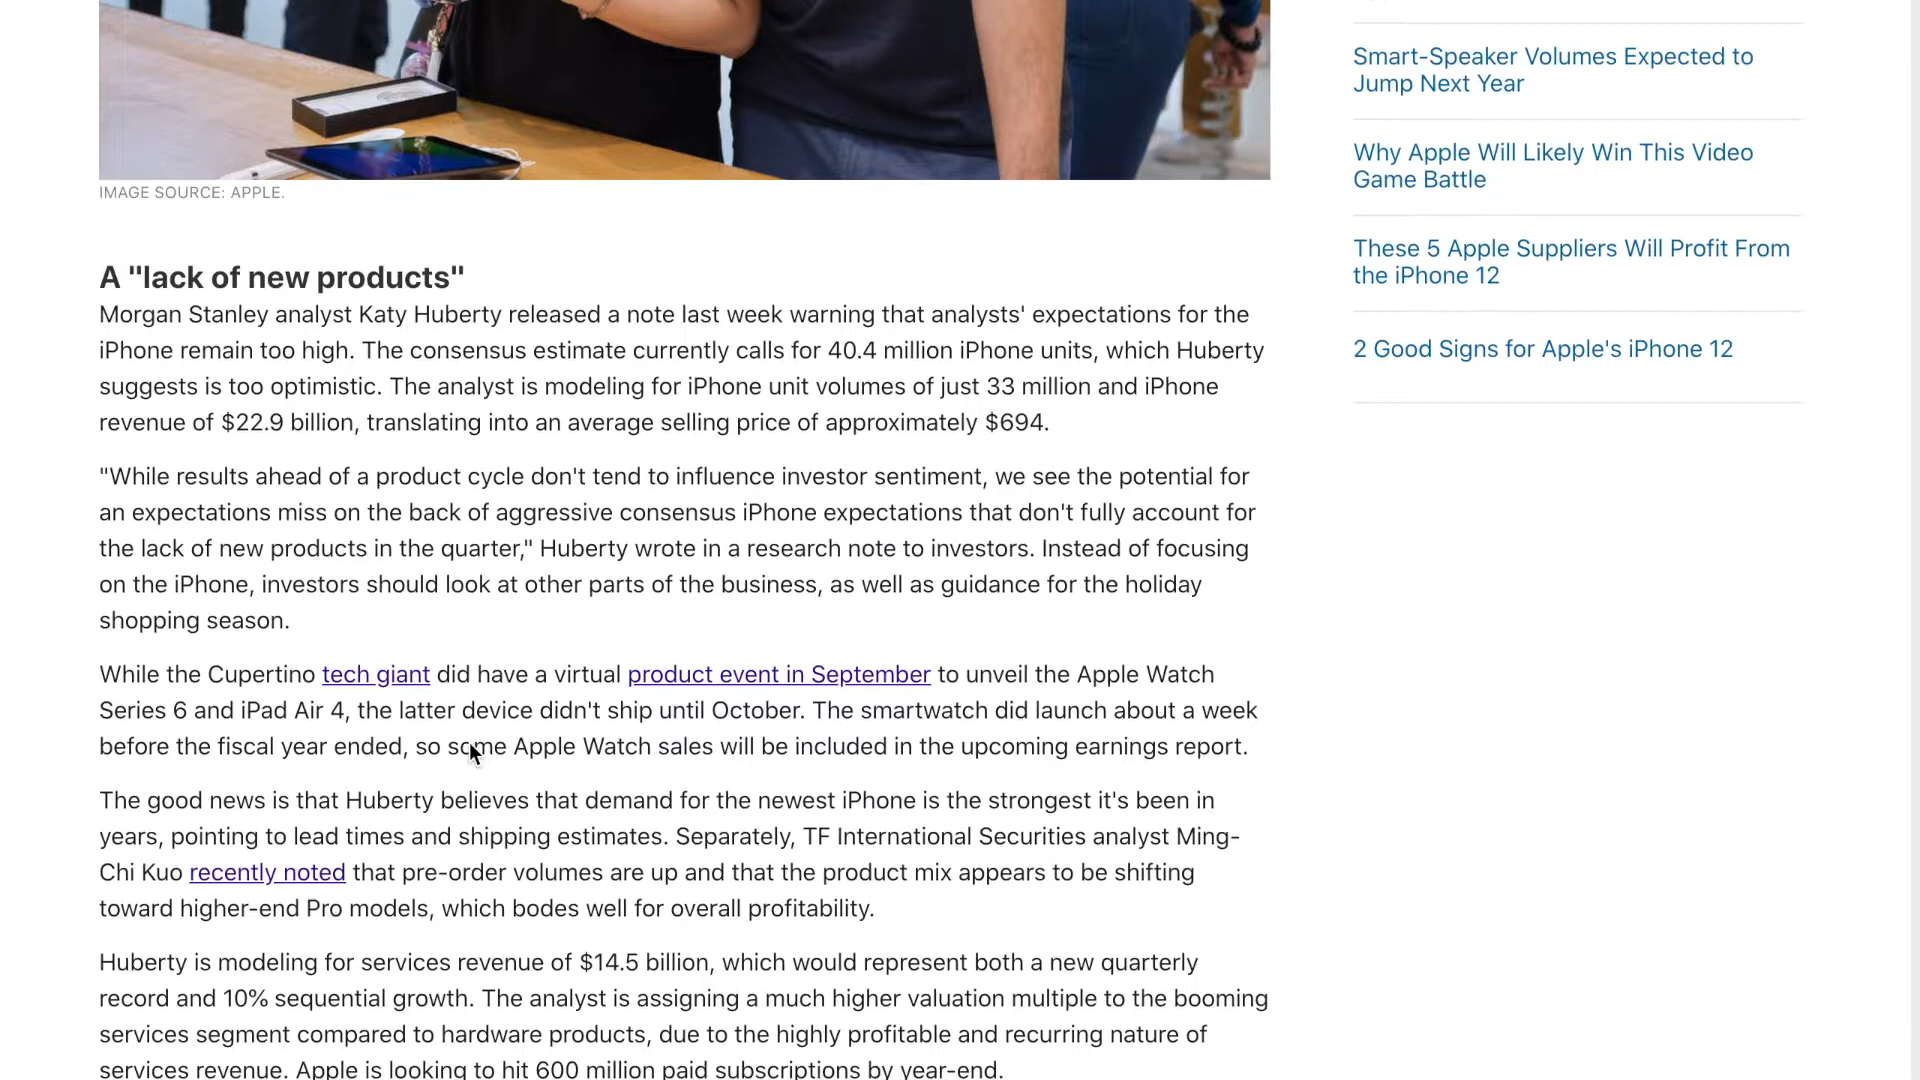 IMAGE SOURCE: APPLE.
A "lack of new products"
Morgan Stanley analyst Katy Huberty released a note last week warning that analysts' expectations for the
iPhone remain too high. The consensus estimate currently calls for 40.4 million iPhone units, which Huberty
suggests is too optimistic. The analyst is modeling for iPhone unit volumes of just 33 million and iPhone
revenue of $22.9 billion, translating into an average selling price of approximately $694.
"While results ahead of a product cycle don't tend to influence investor sentiment, we see the potential for
an expectations miss on the back of aggressive consensus iPhone expectations that don't fully account for
the lack of new products in the quarter," Huberty wrote in a research note to investors. Instead of focusing
on the iPhone, investors should look at other parts of the business, as well as guidance for the holiday
shopping season.
While the Cupertino tech giant did have a virtual product event in September to unveil the Apple Watch
Series 6 and iPad Air 4, the latter device didn't ship until October. The smartwatch did launch about a week
before the fiscal year ended, so some Apple Watch sales will be included in the upcoming earnings report.
The good news is that Huberty believes that demand for the newest iPhone is the strongest it's been in
years, pointing to lead times and shipping estimates. Separately, TF International Securities analyst Ming-
Chi Kuo recently noted that pre-order volumes are up and that the product mix appears to be shifting
toward higher-end Pro models, which bodes well for overall profitability.
Huberty is modeling for services revenue of $14.5 billion, which would represent both a new quarterly
record and 10% sequential growth. The analyst is assigning a much higher valuation multiple to the booming
services segment compared to hardware products, due to the highly profitable and recurring nature of
services revenue. Apple is looking to hit 600 million paid subscriptions by year-end.
Smart-Speaker Volumes Expected to
Jump Next Year
Why Apple Will Likely Win This Video
Game Battle
These 5 Apple Suppliers Will Profit From
the iPhone 12
2 Good Signs for Apple's iPhone 12